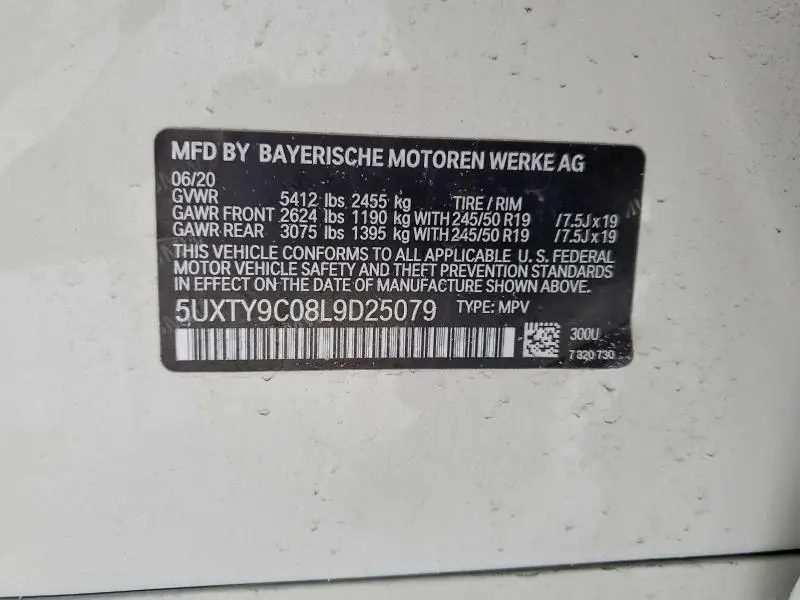 MFD BY BAYERISCHE MOTOREN WERKE AG
06/20
GVWR 5412 lbs 2455 kg TIRE / RIM
GAWR FRONT 2624 lbs 1190 kg WITH 245/50 R19 /7.5J x 19
GAWR REAR 3075 lbs 1395 kg WITH 245/50 R19 /7.5J x 19
THIS VEHICLE CONFORMS TO ALL APPLICABLE U. S. FEDERAL
MOTOR VEHICLE SAFETY AND THEFT PREVENTION STANDARDS
IN EFFECT ON THE DATE OF MANUFACTURE SHOWN ABOVE.
5UXTY9C08L9D25079 TYPE: MPV
300U
7 320 730